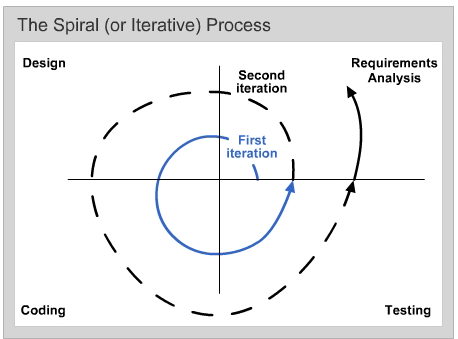 The Spiral (or Iterative) Process
Design
Second
iteration
Requirements
Analysis
First
iteration
Coding
Testing